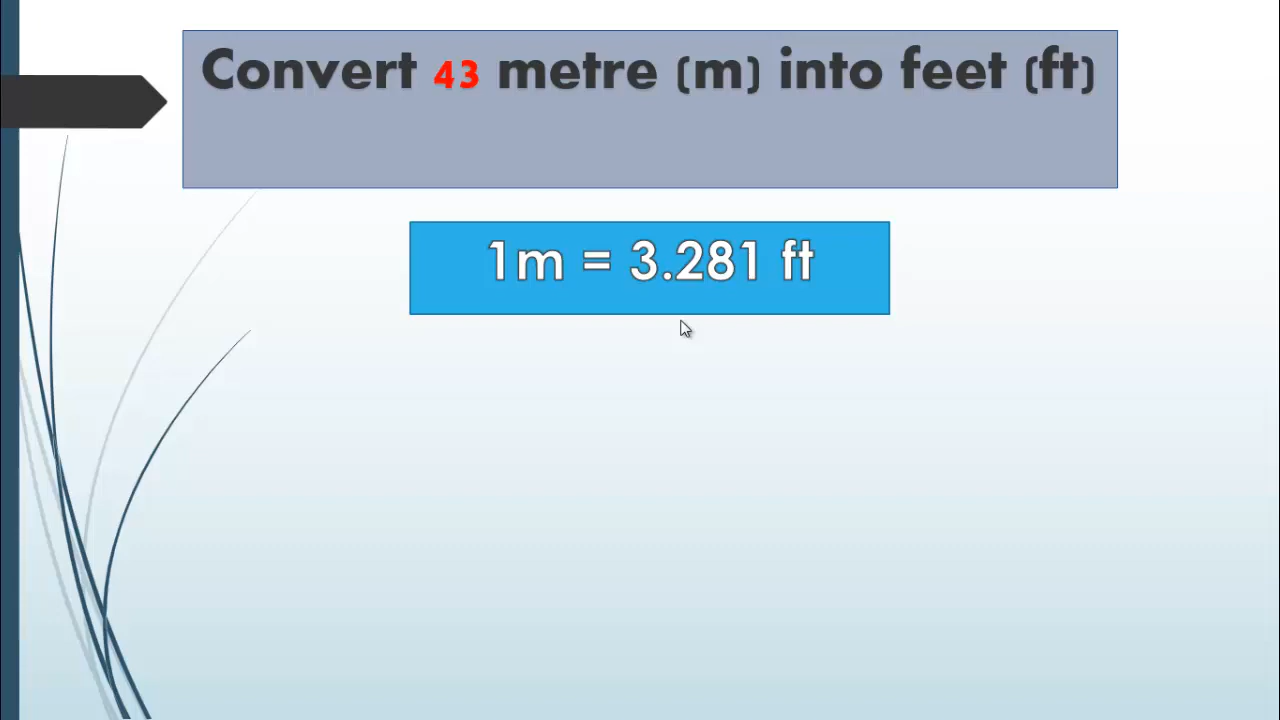 Convert 43 metre (m) into feet (ft)
1m = 3.281 ft